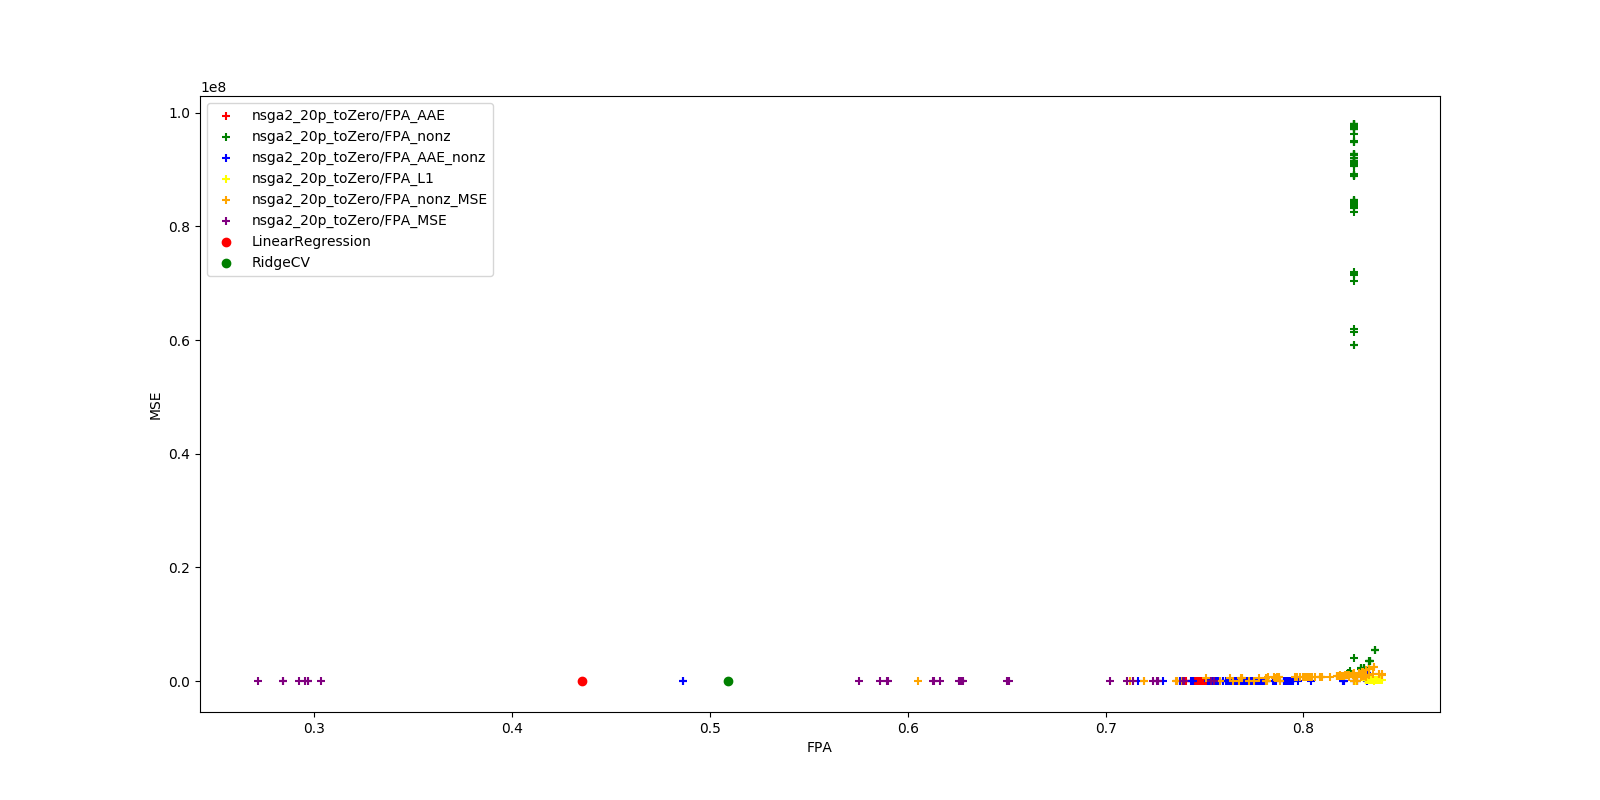 1e8
1.0
0.8
0.6
0.4
0.2
0.0
MSE
nsga2_20p_toZero/FPA_AAE
nsga2_20p_toZero/FPA_nonz
nsga2_20p_toZero/FPA_AAE_nonz
nsga2_20p_toZero/FPA_L1
nsga2_20p_toZero/FPA_nonz_MSE
nsga2_20p_toZero/FPA_MSE
LinearRegression
RidgeCV
0.3 0.4 0.5 0.6 0.7 0.8
FPA